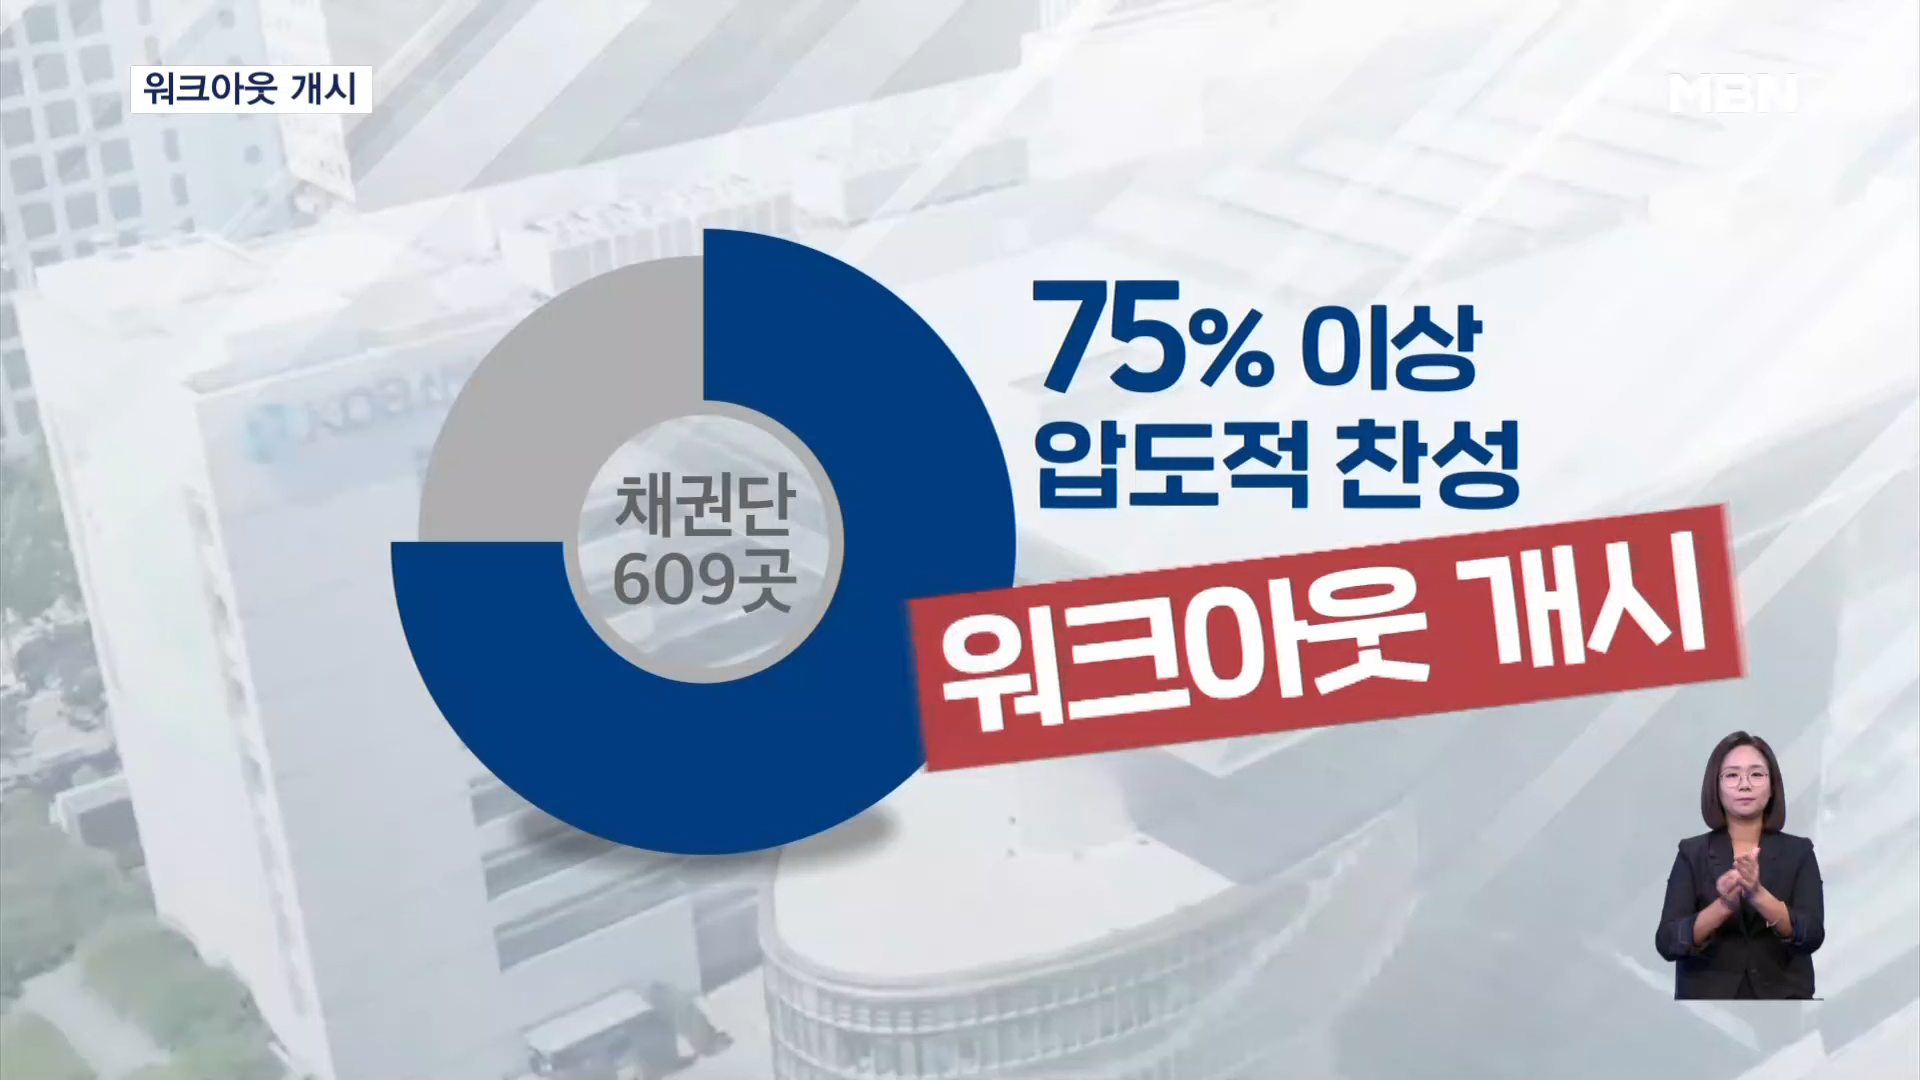 워크아웃 개시
MBN
75% 이상
압도적 찬성
채권단
609곳
워크아웃 개시